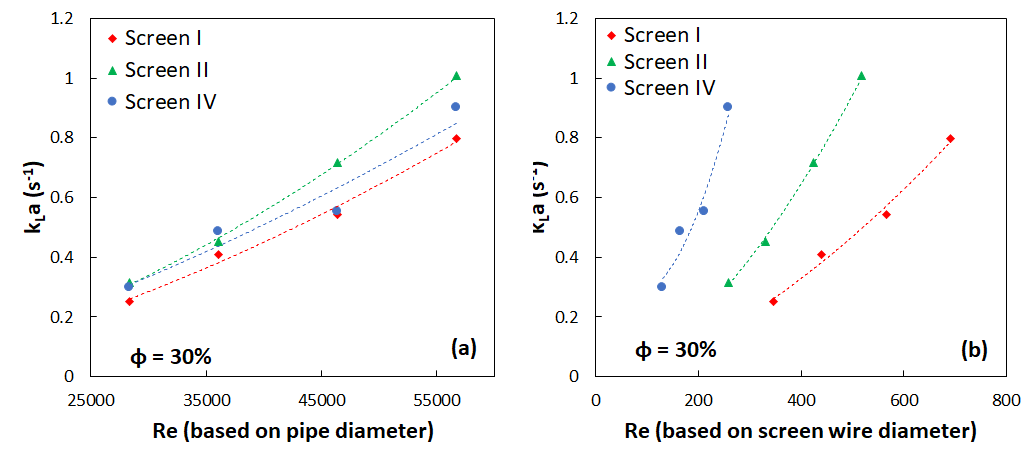 1.2
1
0.8
0.6
0.4
0.2
0
kLa (s-1)
Screen I
Screen II
Screen IV
ϕ = 30%
(a)
25000 35000 45000 55000
Re (based on pipe diameter)
1.2
1
0.8
0.6
0.4
0.2
0
κLa (s-1)
Screen I
Screen II
Screen IV
ϕ = 30%
(b)
0 200 400 600 800
Re (based on screen wire diameter)